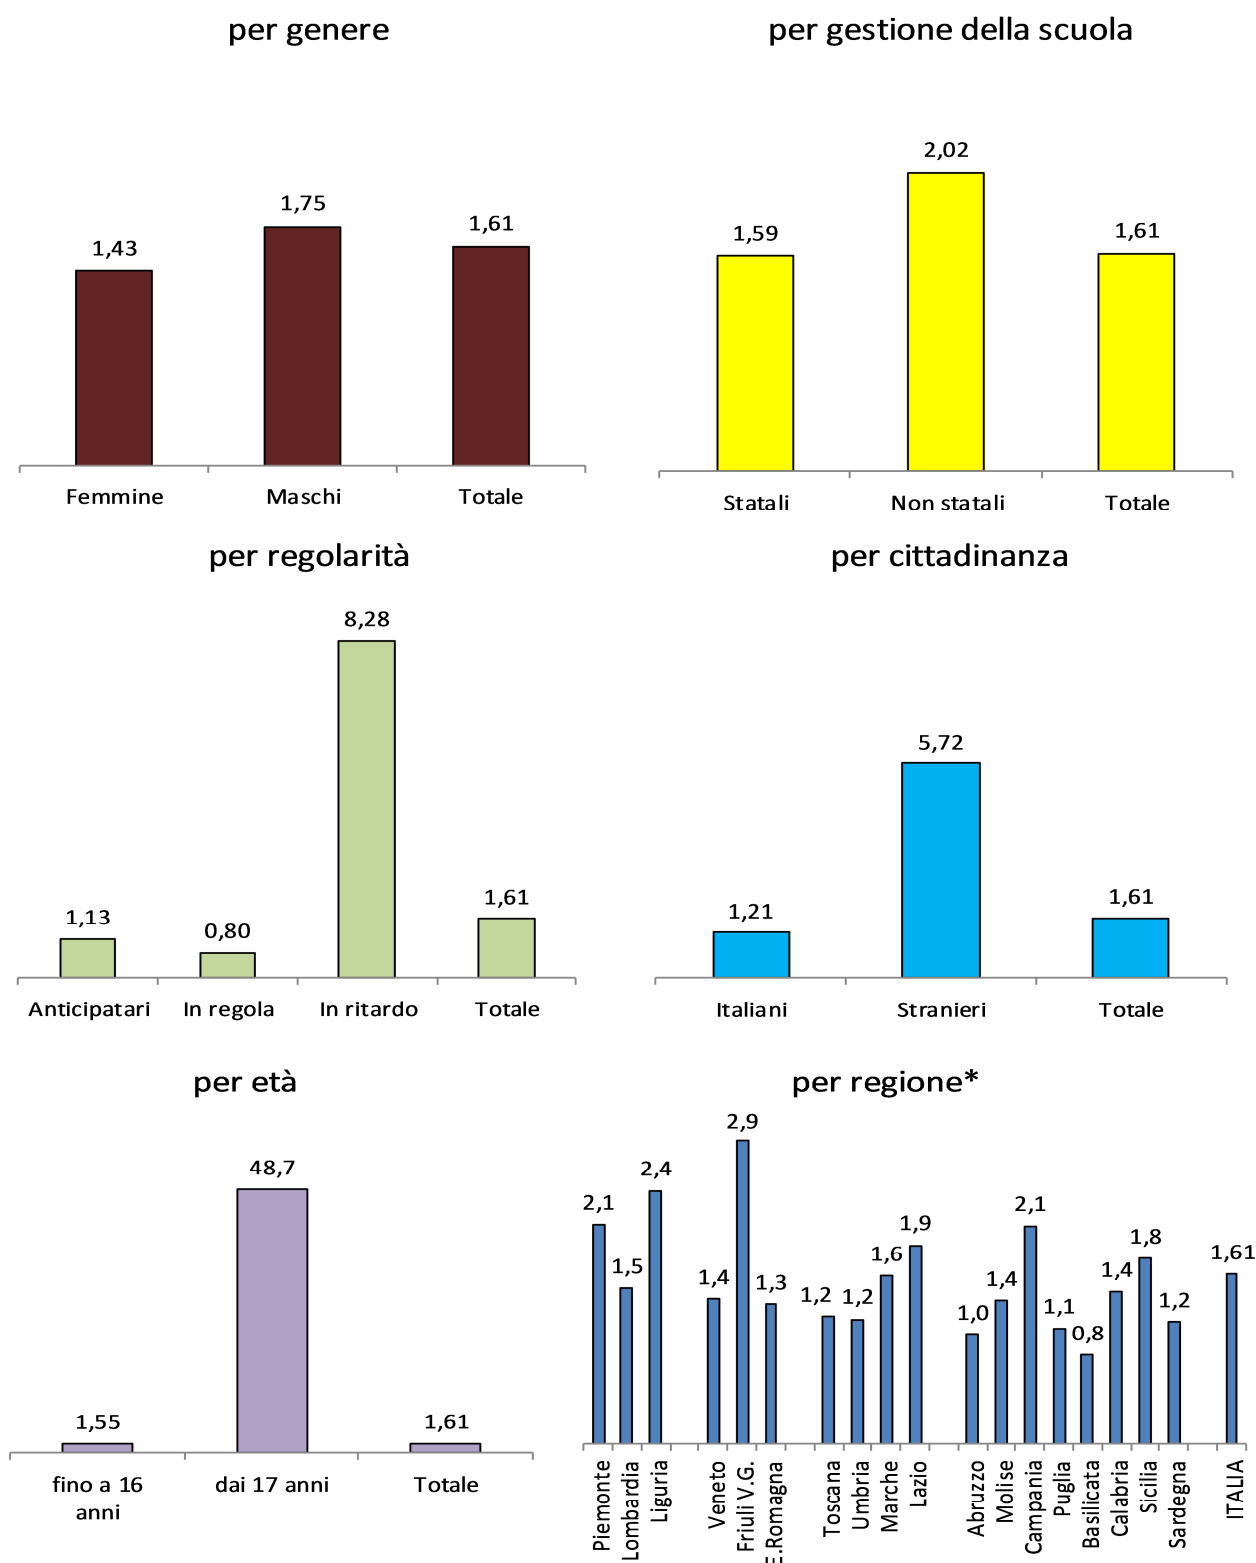 per genere
1,43
1,75
1,61
Femmine
Maschi
Totale
per gestione della scuola
1,59
2,02
1,61
Statali
Non statali
Totale
per regolarità
1,13
0,80
8,28
1,61
Anticipatari
In regola
In ritardo
Totale
per cittadinanza
1,21
5,72
1,61
Italiani
Stranieri
Totale
per età
1,55
48,7
1,61
fino a 16
anni
dai 17 anni
Totale
per regione*
2,1
1,5
2,4
1,4
2,9
1,3
1,2
1,2
1,6
1,9
1,0
1,4
2,1
1,1
0,8
1,4
1,8
1,2
1,61
Piemonte
Lombardia
Liguria
Veneto
Friuli V.G.
E.Romagna
Toscana
Umbria
Marche
Lazio
Abruzzo
Molise
Campania
Puglia
Basilicata
Calabria
Sicilia
Sardegna
ITALIA